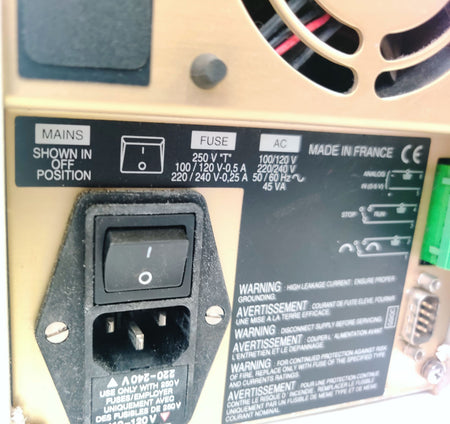 MAINS
SHOWN IN
OFF
POSITION
I
O
FUSE
250 V "T"
100 / 120 V-0,5 A
220 / 240 V-0,25 A
AC
100/120 V
220/240 V
50 / 60 Hz ~
45 VA
MADE IN FRANCE CE
ANALOG
STOP RUN
I
O
WARNING : HIGH LEAKAGE CURRENT : ENSURE PROPER
GROUNDING.
AVERTISSEMENT : COURANT DE FUITE ELEVE, FOURNIR
UNE MISE A LA TERRE EFFICACE.
WARNING : DISCONNECT SUPPLY BEFORE SERVICING.
AVERTISSEMENT : COUPER L' ALIMENTATION AVANT
L'ENTRETIEN ET LE DEPANNAGE.
WARNING : FOR CONTINUED PROTECTION AGAINST RISK
OF FIRE. REPLACE ONLY WITH FUSE OF THE SPECIFIED TYPE
AND CURRENTS RATINGS.
AVERTISSEMENT : POUR UNE PROTECTION CONTINUE
CONTRE LE RISQUE D' INCENDIE, REMPLACER LE FUSIBLE
UNIQUEMENT PAR UN FUSIBLE DE MEME TYPE ET DE MEME
COURANT NOMINAL.
220-240V
USE ONLY WITH 250 V
FUSES/EMPLOYER
UNIQUEMENT AVEC
DES FUSIBLES DE 250 V